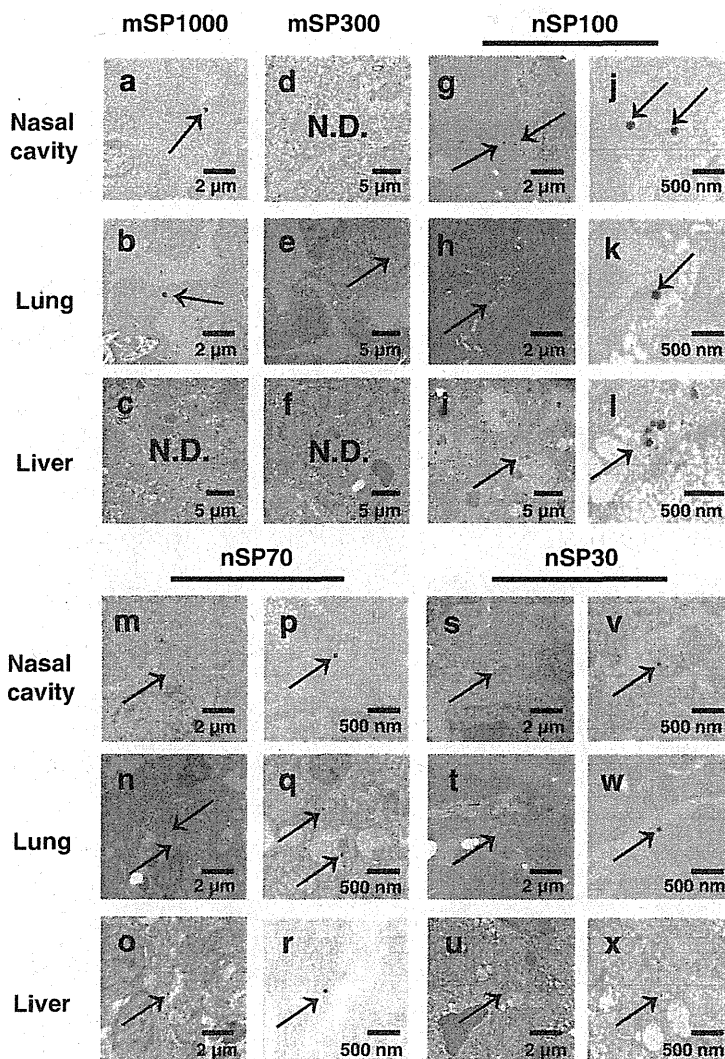 mSP1000 mSP300 nSP100
Nasal cavity
a
2 µm
d
N.D.
5 µm
g
2 µm
j
500 nm
Lung
b
2 µm
e
5 µm
h
2 µm
k
500 nm
Liver
c
N.D.
5 µm
f
N.D.
5 µm
i
5 µm
l
500 nm
nSP70 nSP30
Nasal cavity
m
2 µm
p
500 nm
s
2 µm
v
500 nm
Lung
n
2 µm
q
500 nm
t
2 µm
w
500 nm
Liver
o
2 µm
r
500 nm
u
2 µm
x
500 nm